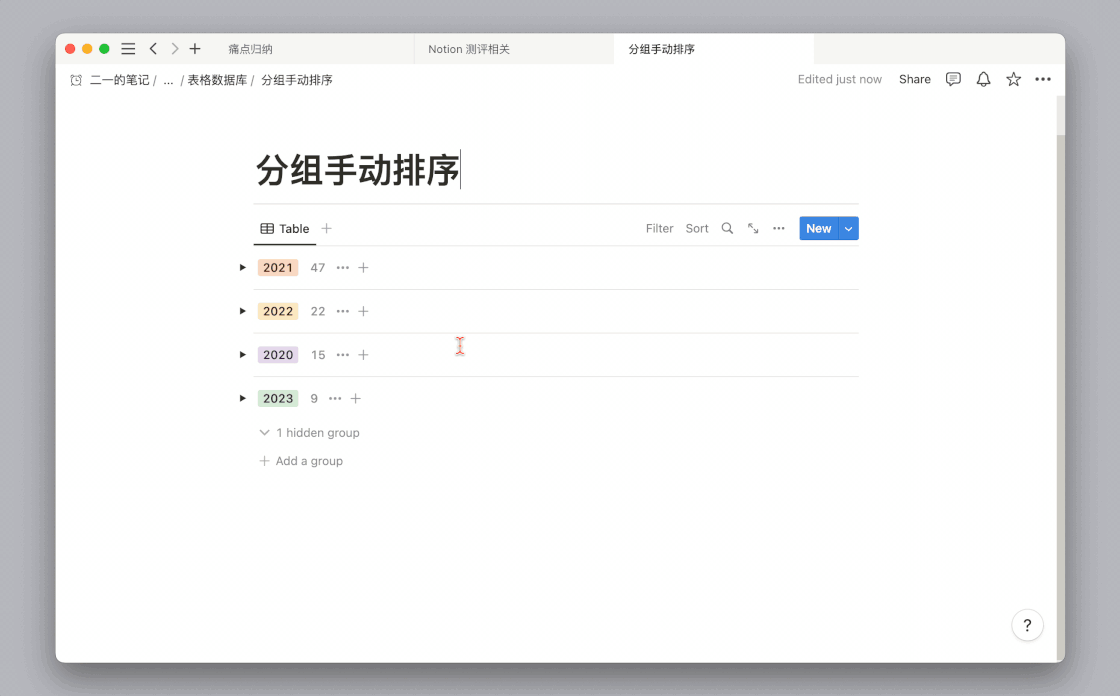 痛点归纳 Notion 测评相关 分组手动排序
二一的笔记 / ... / 表格数据库 / 分组手动排序 Edited just now Share
分组手动排序
Table Filter Sort New
2021 47
2022 22
2020 15
2023 9
1 hidden group
Add a group
?